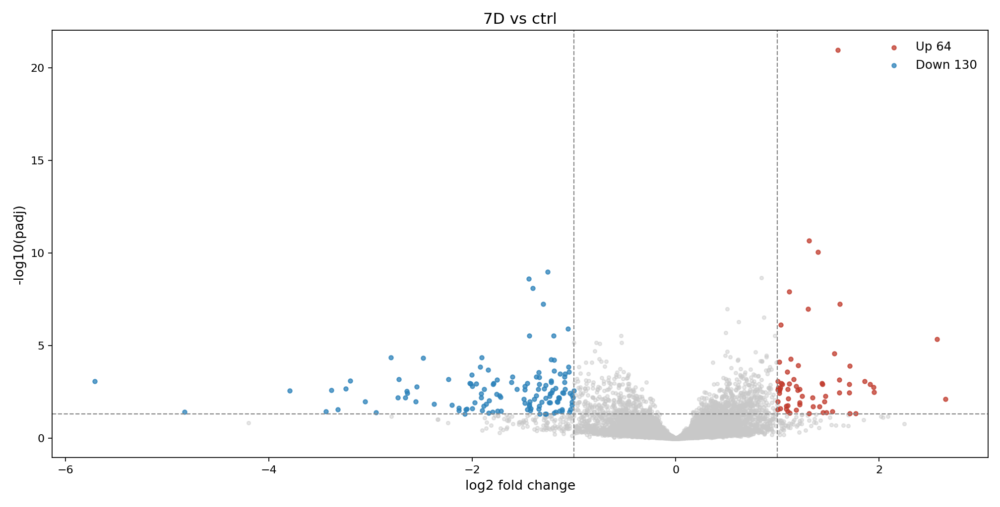 7D vs ctrl
Up 64
Down 130
-log10(padj)
20
15
10
5
0
−6
−4
−2
0
2
log2 fold change